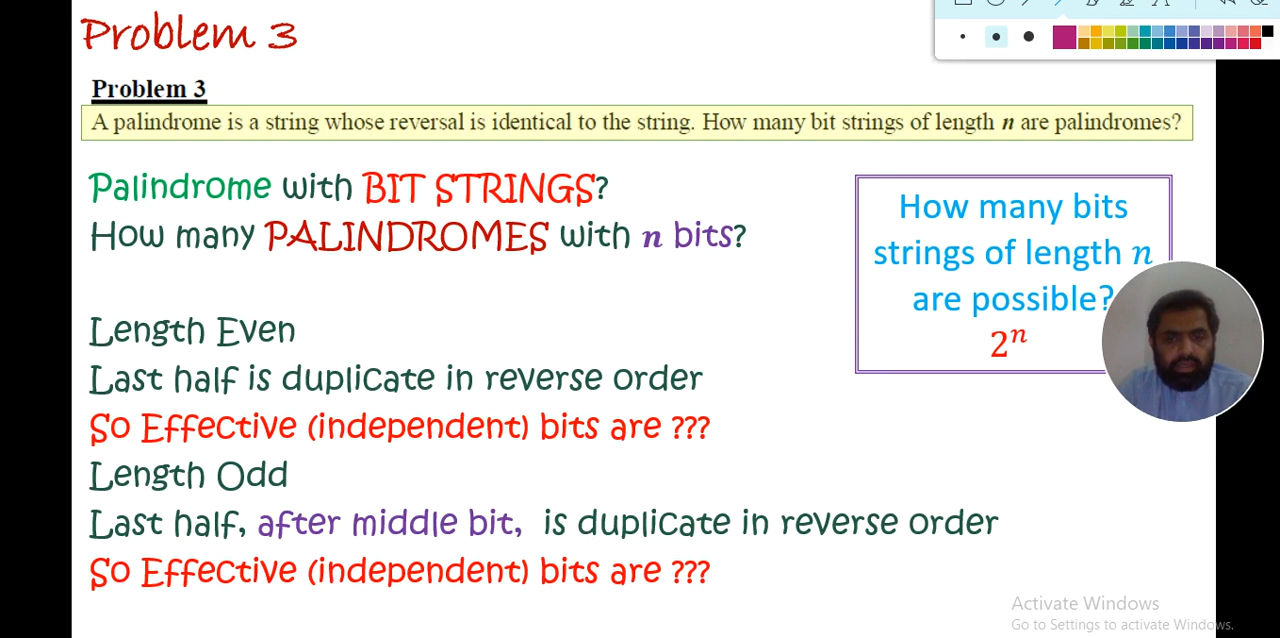 Problem 3
Problem 3
A palindrome is a string whose reversal is identical to the string. How many bit strings of length n are palindromes?
Palindrome with BIT STRINGS?
How many PALINDROMES with n bits?
How many bits
strings of length n
are possible?
2^n
Length Even
Last half is duplicate in reverse order
So Effective (independent) bits are ???
Length Odd
Last half, after middle bit, is duplicate in reverse order
So Effective (independent) bits are ???
Activate Windows
Go to Settings to activate Windows.